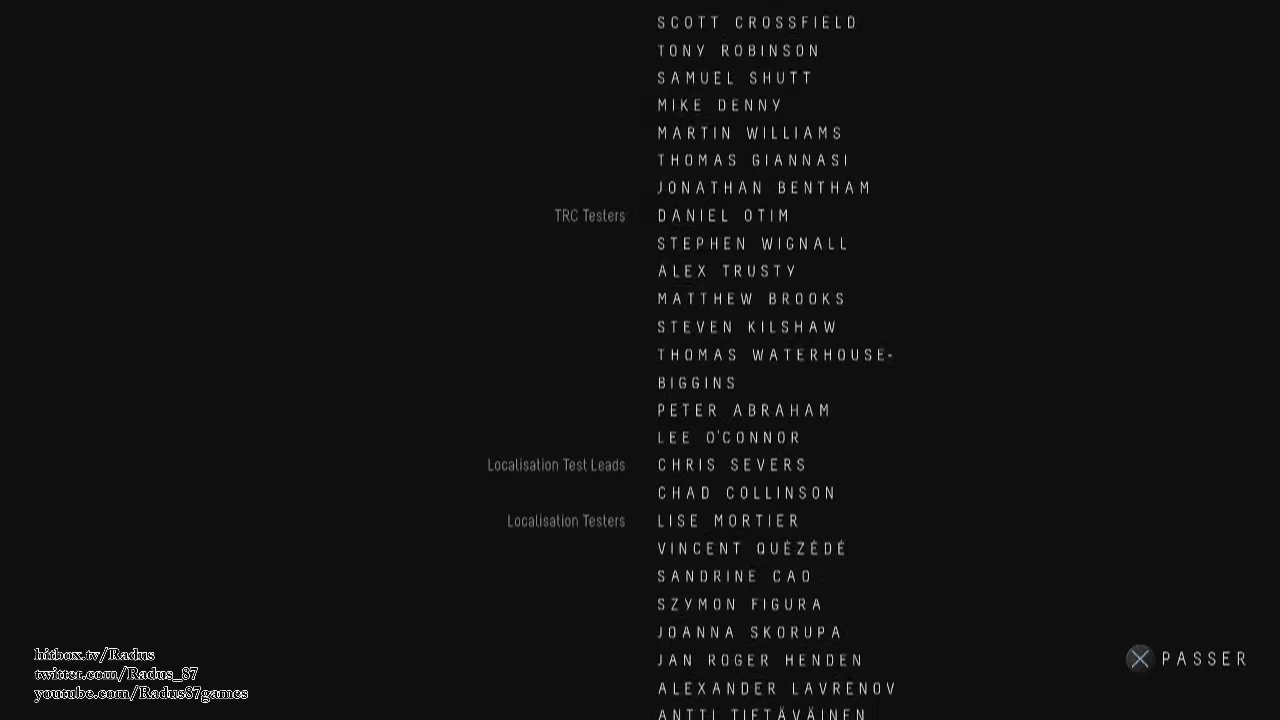 SCOTT CROSSFIELD
TONY ROBINSON
SAMUEL SHUTT
MIKE DENNY
MARTIN WILLIAMS
THOMAS GIANNASI
JONATHAN BENTHAM
TRC Testers DANIEL OTIM
STEPHEN WIGNALL
ALEX TRUSTY
MATTHEW BROOKS
STEVEN KILSHAW
THOMAS WATERHOUSE-
BIGGINS
PETER ABRAHAM
LEE O'CONNOR
Localisation Test Leads CHRIS SEVERS
CHAD COLLINSON
Localisation Testers LISE MORTIER
VINCENT QUÉZÉDÉ
SANDRINE CAO
SZYMON FIGURA
JOANNA SKORUPA
JAN ROGER HENDEN
ALEXANDER LAVRENOV
ANTTI TIETÄVÄINEN
hitbox.tv/Radus
twitter.com/Radus_87
youtube.com/Radus87games
PASSER